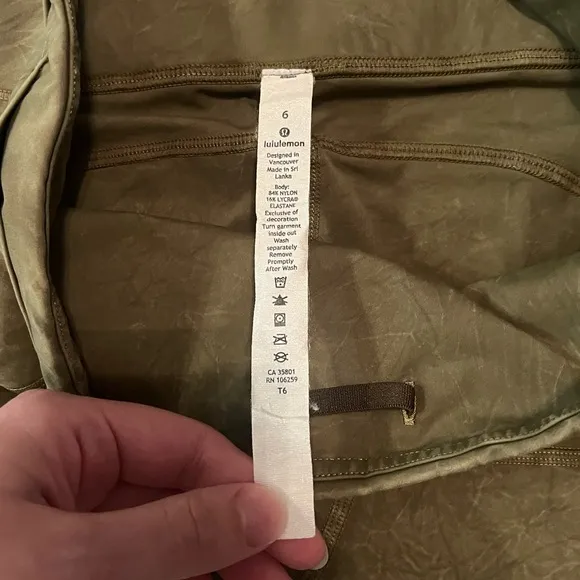 6
lululemon
Designed in
Vancouver
Made in Sri
Lanka
Body:
84% NYLON
16% LYCRA®
ELASTANE
Exclusive of
decoration
Turn garment
inside out
Wash
separately
Remove
Promptly
After Wash
CA 35801
RN 106259
T6